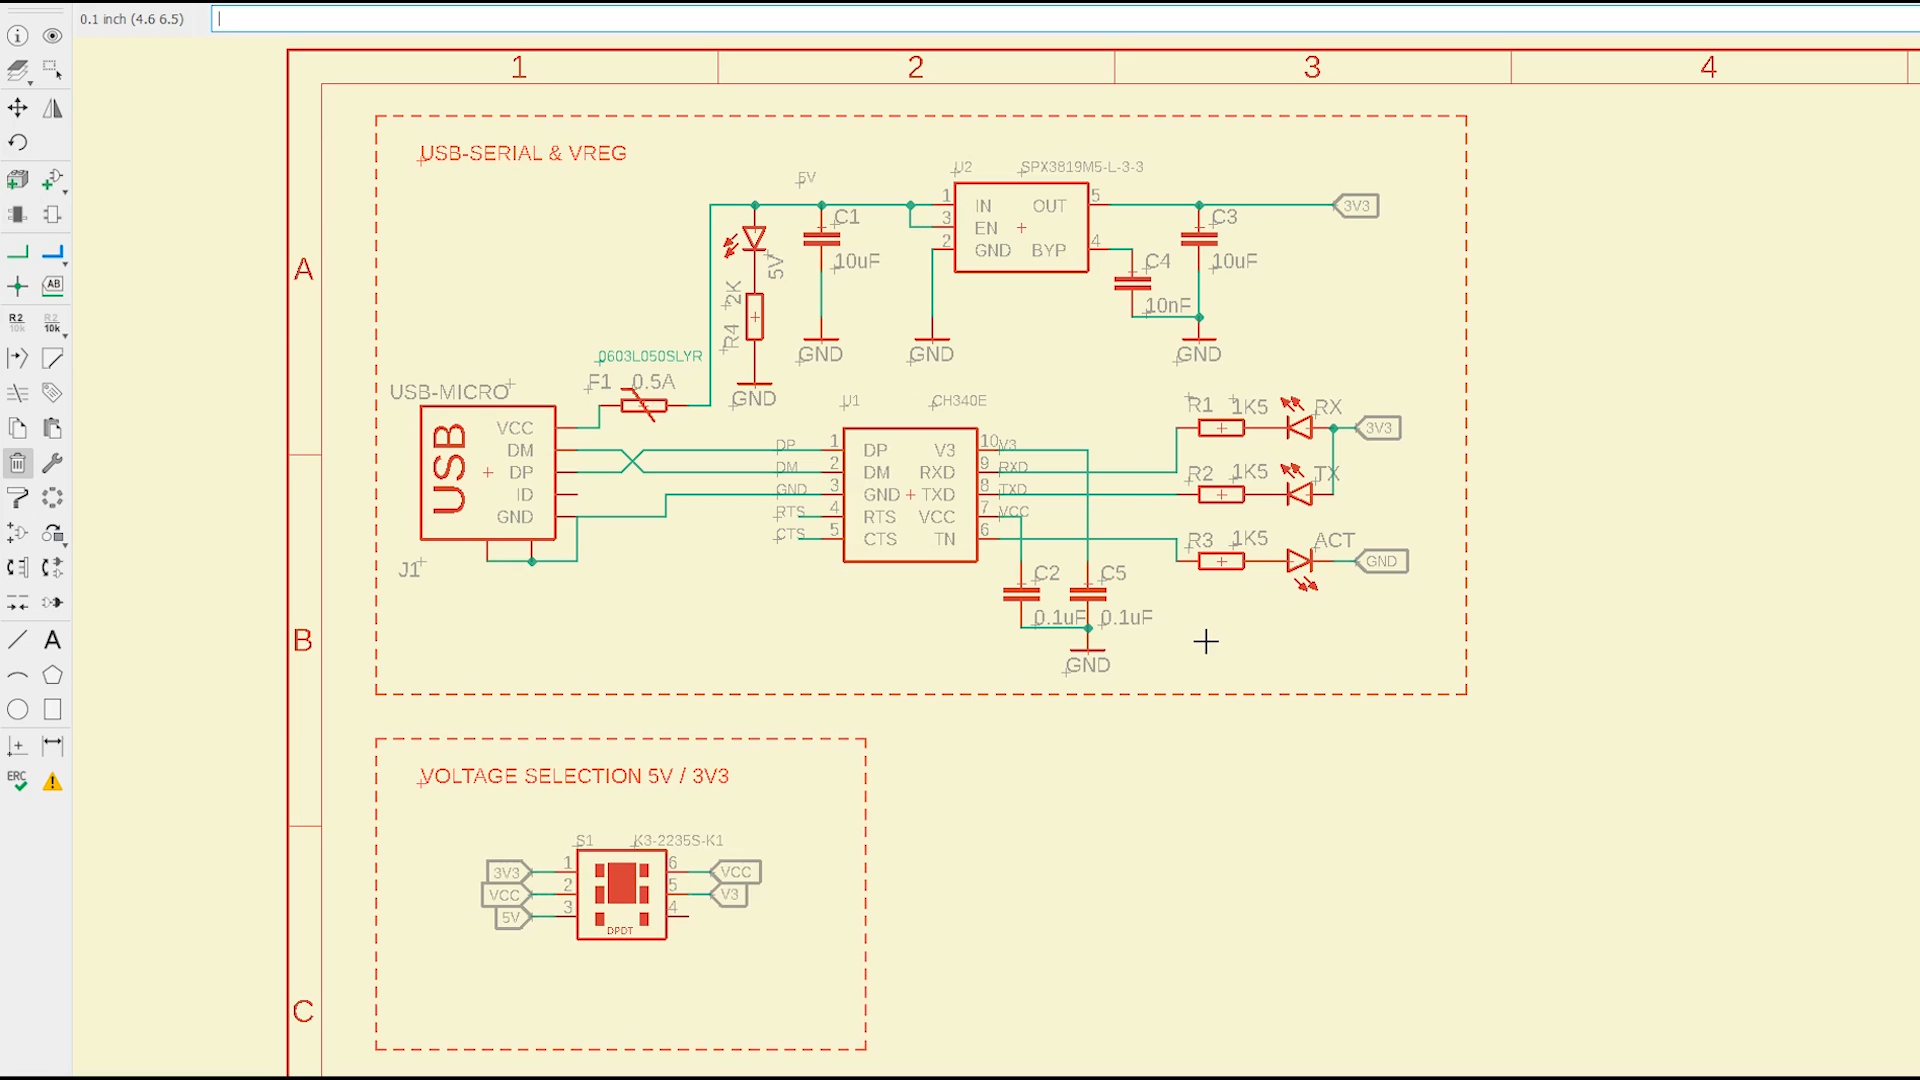 0.1 inch (4.6 6.5)
1 2 3 4
A
B
C
USB-SERIAL & VREG
5V
U2 SPX3819M5-L-3-3
1 IN OUT 5
3 EN
2 GND BYP 4
3V3
C1
10uF
C3
10uF
C4
10nF
5V
2K
R4
GND
GND
GND
GND
0603L050SLYR
F1 0.5A
USB-MICRO
USB
VCC
DM
DP
ID
GND
J1
U1 CH340E
DP 1 DP V3 10 V3
DM 2 DM RXD 9 RXD
GND 3 GND TXD 8 TXD
RTS 4 RTS VCC 7 VCC
CTS 5 CTS TN 6
R1 1K5 RX 3V3
R2 1K5 TX
R3 1K5 ACT GND
C2 C5
0.1uF 0.1uF
GND
VOLTAGE SELECTION 5V / 3V3
S1 K3-2235S-K1
3V3 1 6 VCC
VCC 2 5 V3
5V 3 4
DPDT
AB
R2 R2
10k 10k
A
ERC